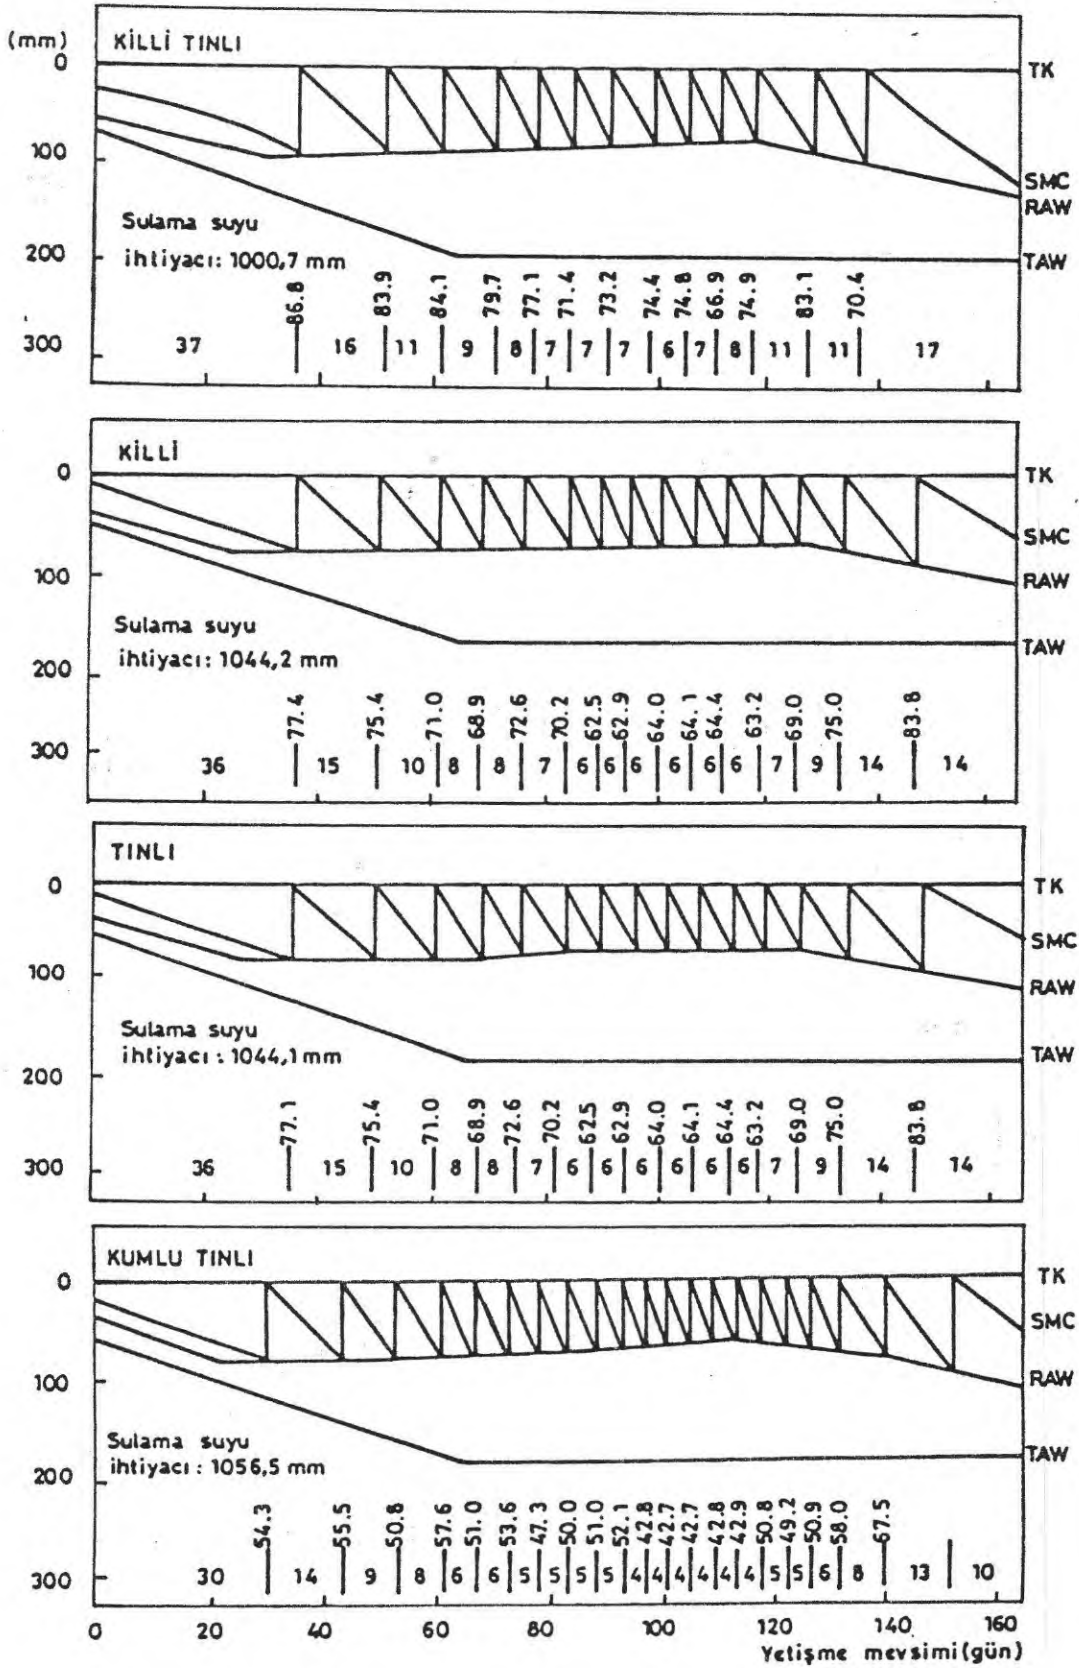 (mm)
KİLLİ TINLI
0
TK
100
SMC
RAW
Sulama suyu
ihtiyacı: 1000,7 mm
200
TAW
86.8 83.9 84.1 79.7 77.1 71.4 73.2 74.4 74.8 66.9 74.9 83.1 70.4
300
37 16 11 9 8 7 7 7 6 7 8 11 11 17
KİLLİ
0
TK
SMC
100
RAW
Sulama suyu
ihtiyacı: 1044,2 mm
TAW
200
77.4 75.4 71.0 68.9 72.6 70.2 62.5 62.9 64.0 64.1 64.4 63.2 69.0 75.0 83.8
300
36 15 10 8 8 7 6 6 6 6 6 6 7 9 14 14
TINLI
0
TK
SMC
100
RAW
Sulama suyu
ihtiyacı : 1044,1 mm
TAW
200
77.1 75.4 71.0 68.9 72.6 70.2 62.5 62.9 64.0 64.1 64.4 63.2 69.0 75.0 83.8
300
36 15 10 8 8 7 6 6 6 6 6 6 7 9 14 14
KUMLU TINLI
0
TK
SMC
100
RAW
Sulama suyu
ihtiyacı : 1056,5 mm
TAW
200
54.3 55.5 50.8 57.6 51.0 53.6 47.3 50.0 51.0 52.1 42.8 42.7 42.7 42.8 42.9 50.8 49.2 50.9 58.0 67.5
300
30 14 9 8 6 6 5 5 5 5 4 4 4 4 4 5 5 6 8 13 10
0 20 40 60 80 100 120 140 160
Yetişme mevsimi (gün)